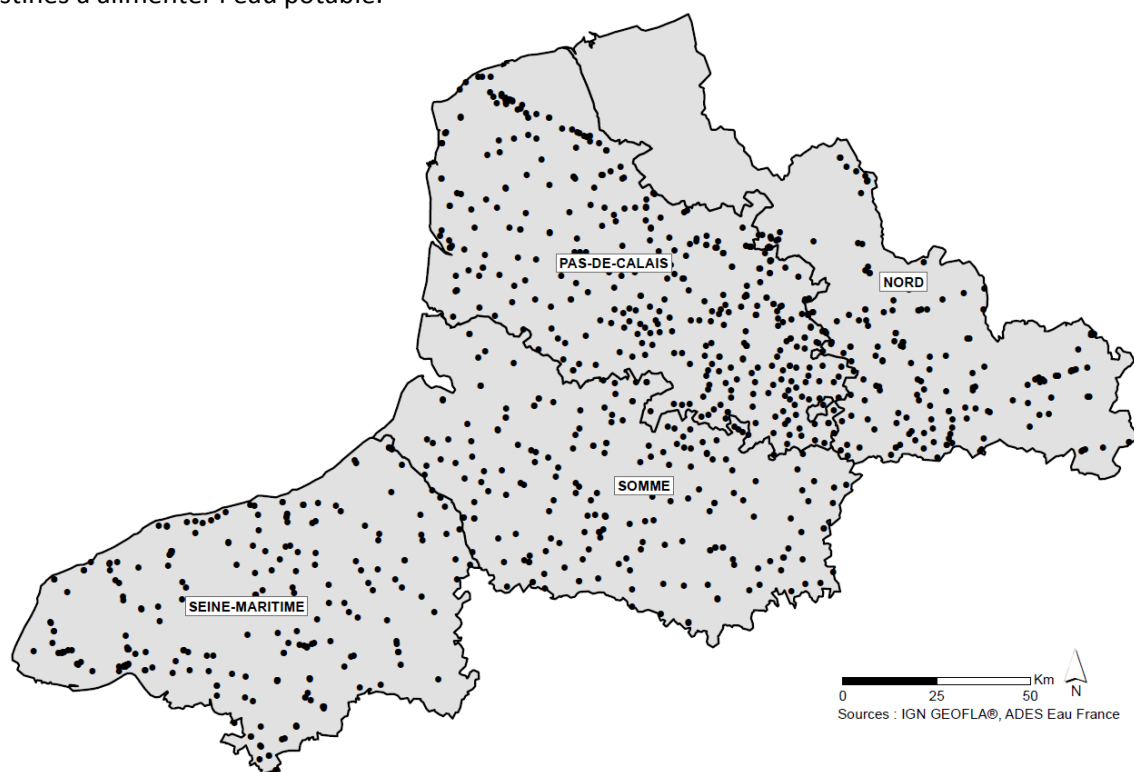 à alimenter l'eau potable.
PAS-DE-CALAIS
NORD
SOMME
SEINE-MARITIME
Km
N
0 25 50
Sources : IGN GEOFLA®, ADES Eau France